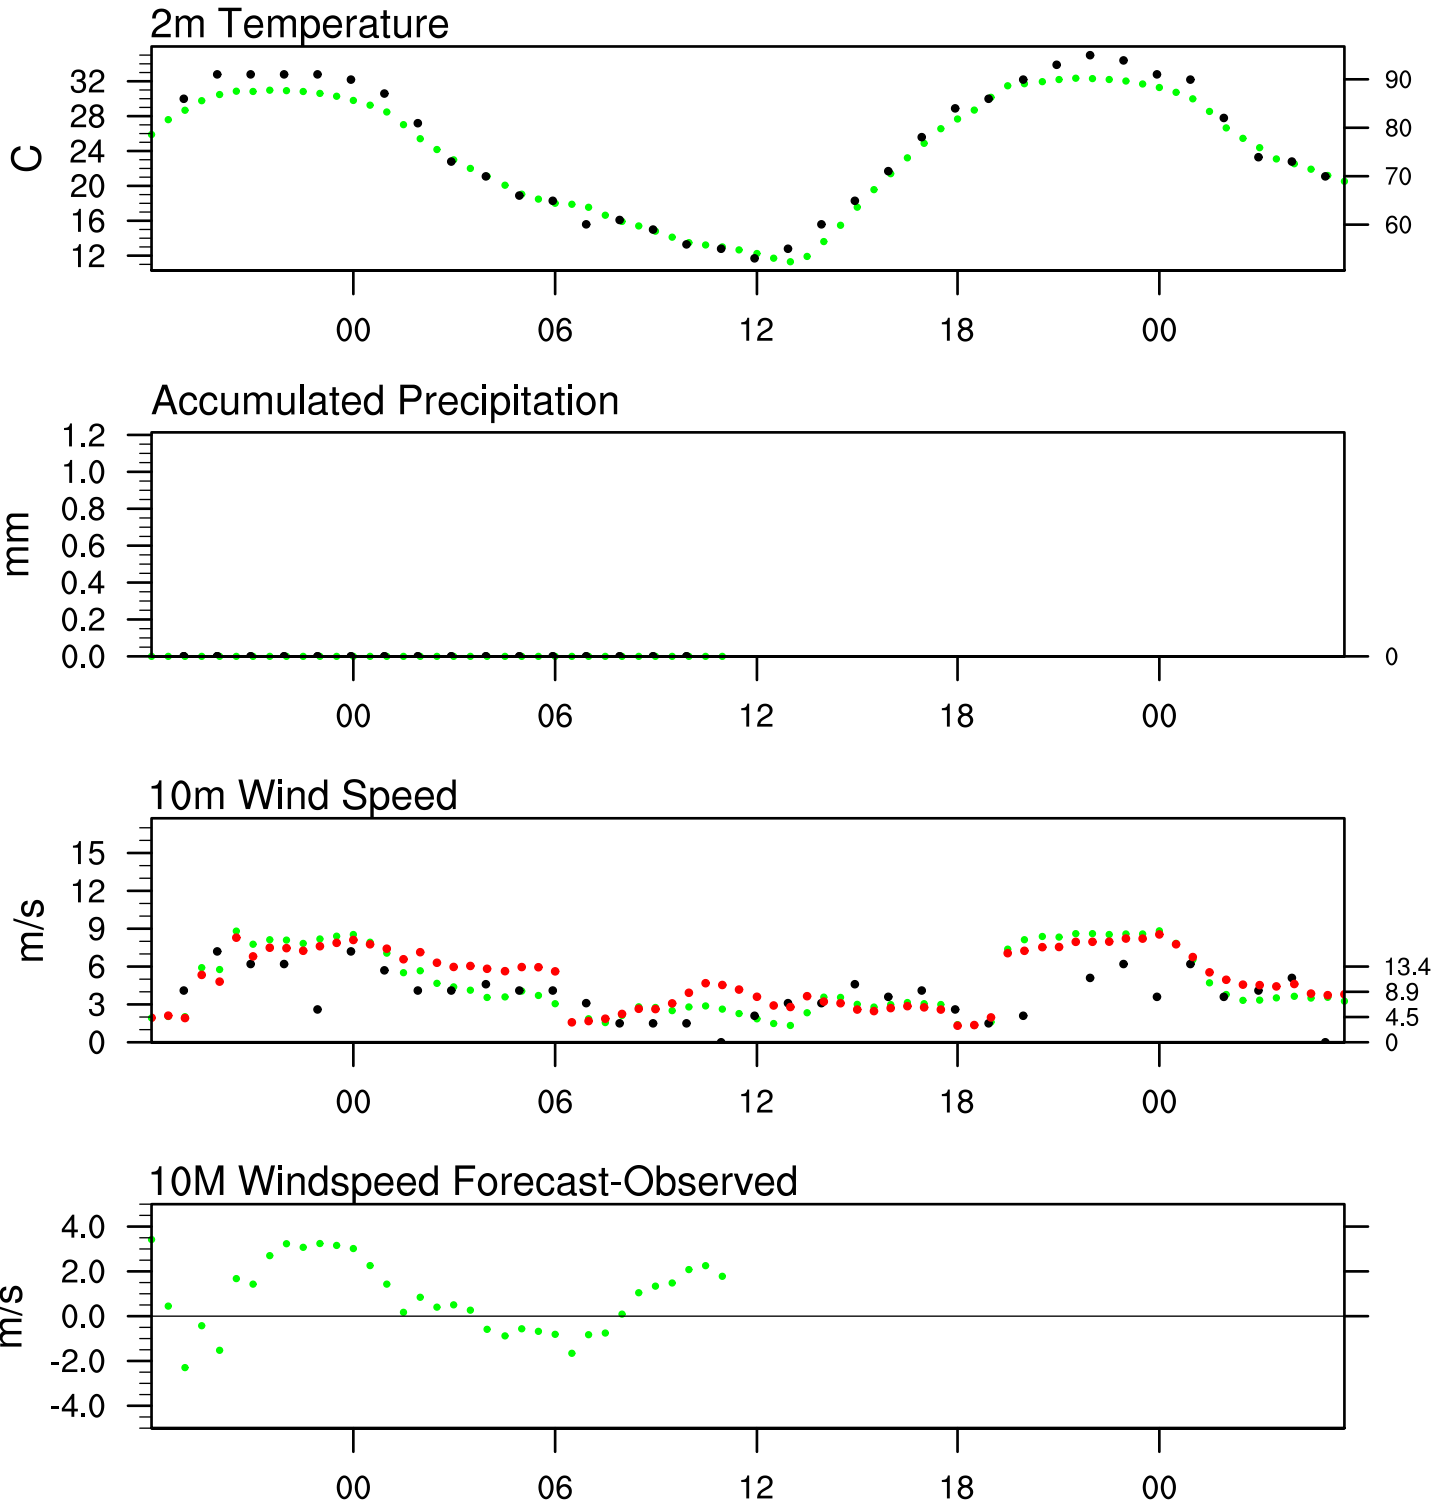 2m Temperature
C
32
28
24
20
16
12
90
80
70
60
00 06 12 18 00
Accumulated Precipitation
mm
1.2
1.0
0.8
0.6
0.4
0.2
0.0
0
00 06 12 18 00
10m Wind Speed
m/s
15
12
9
6
3
0
13.4
8.9
4.5
0
00 06 12 18 00
10M Windspeed Forecast-Observed
m/s
4.0
2.0
0.0
-2.0
-4.0
00 06 12 18 00